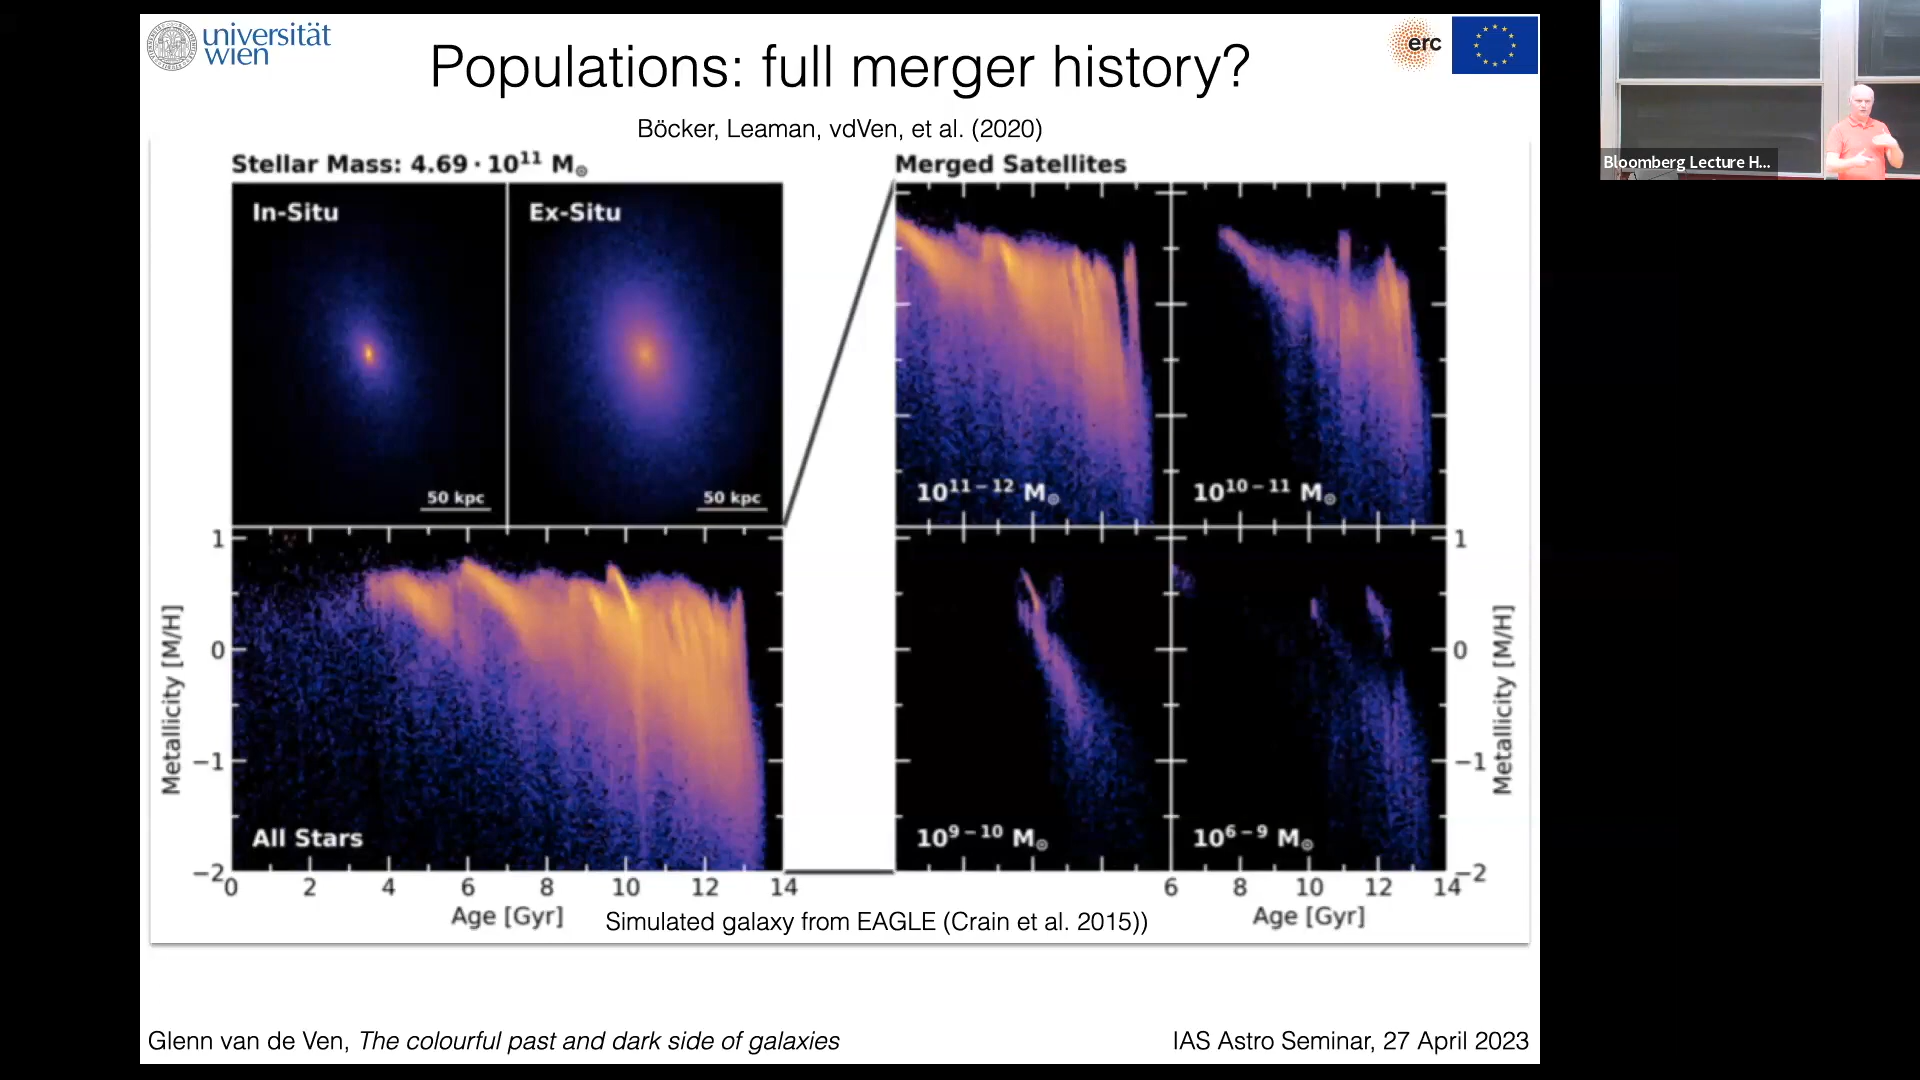 universität
wien
Populations: full merger history?
erc
Böcker, Leaman, vdVen, et al. (2020)
Stellar Mass: 4.69 · 10¹¹ M⊙
Merged Satellites
In-Situ
Ex-Situ
50 kpc
50 kpc
10¹¹⁻¹² M⊙
10¹⁰⁻¹¹ M⊙
1
0
−1
−2
Metallicity [M/H]
All Stars
0 2 4 6 8 10 12 14
Age [Gyr]
10⁹⁻¹⁰ M⊙
10⁶⁻⁹ M⊙
1
0
−1
−2
Metallicity [M/H]
6 8 10 12 14
Age [Gyr]
Simulated galaxy from EAGLE (Crain et al. 2015))
Glenn van de Ven, The colourful past and dark side of galaxies
IAS Astro Seminar, 27 April 2023
Bloomberg Lecture H...